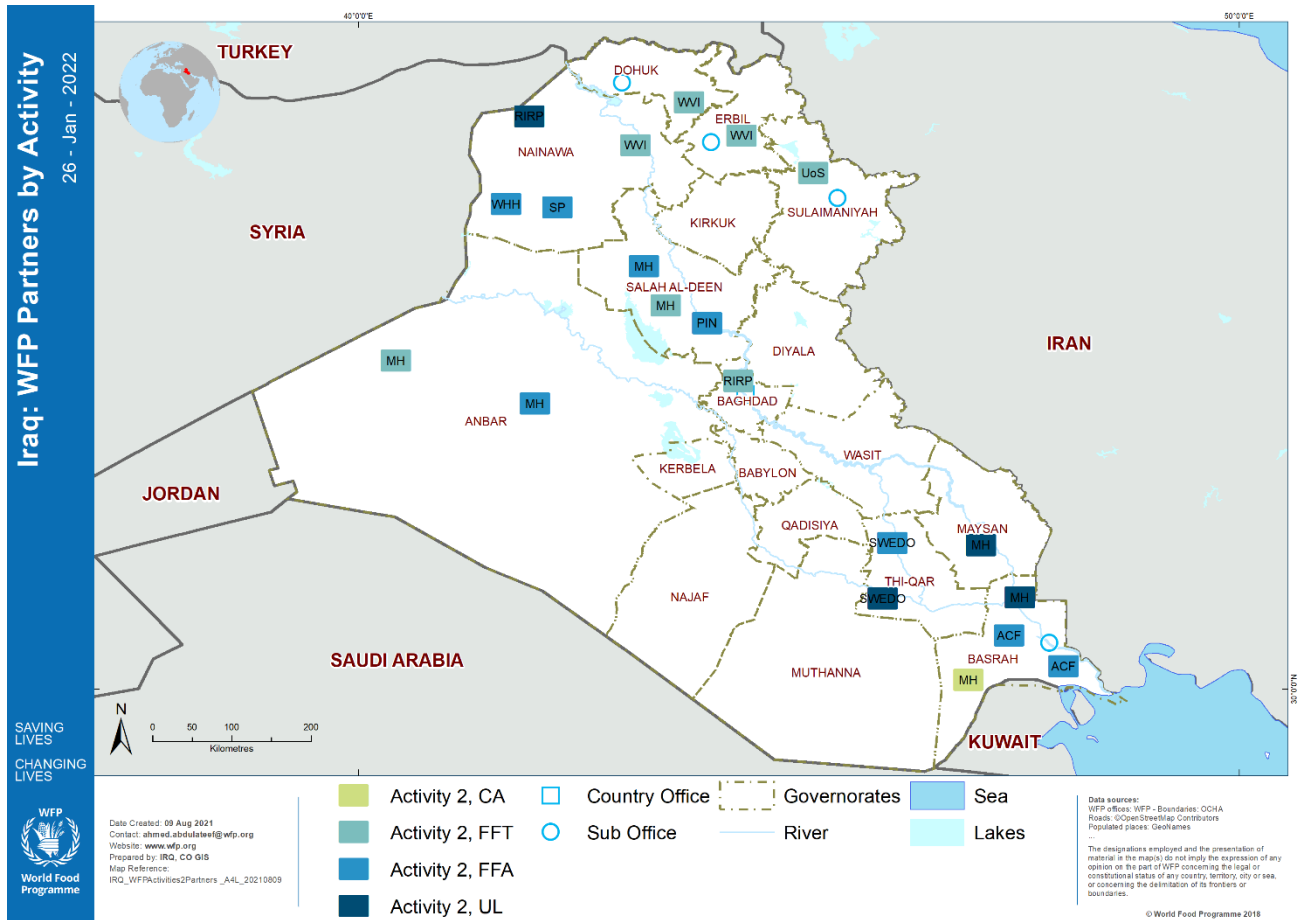 Iraq: WFP Partners by Activity
26 - Jan - 2022
SAVING
LIVES
CHANGING
LIVES
WFP
World Food
Programme
40°0'0"E
50°0'0"E
30°0'0"N
TURKEY
SYRIA
JORDAN
SAUDI ARABIA
IRAN
KUWAIT
DOHUK
WVI
ERBIL
WVI
RIRP
NAINAWA
WVI
UoS
WHH
SP
KIRKUK
SULAIMANIYAH
MH
SALAH AL-DEEN
MH
PIN
DIYALA
MH
RIRP
BAGHDAD
MH
ANBAR
KERBELA
BABYLON
WASIT
QADISIYA
SWEDO
MAYSAN
MH
THI-QAR
SWEDO
MH
NAJAF
ACF
BASRAH
ACF
MUTHANNA
MH
N
0 50 100 200
Kilometres
Date Created: 09 Aug 2021
Contact: ahmed.abdulateef@wfp.org
Website: www.wfp.org
Prepared by: IRQ, CO GIS
Map Reference:
IRQ_WFPActivities2Partners _A4L_20210809
Activity 2, CA
Activity 2, FFT
Activity 2, FFA
Activity 2, UL
Country Office
Sub Office
Governorates
River
Sea
Lakes
Data sources:
WFP offices: WFP - Boundaries: OCHA
Roads: ©OpenStreetMap Contributors
Populated places: GeoNames
...
The designations employed and the presentation of
material in the map(s) do not imply the expression of any
opinion on the part of WFP concerning the legal or
constitutional status of any country, territory, city or sea,
or concerning the delimitation of its frontiers or
boundaries.
© World Food Programme 2018